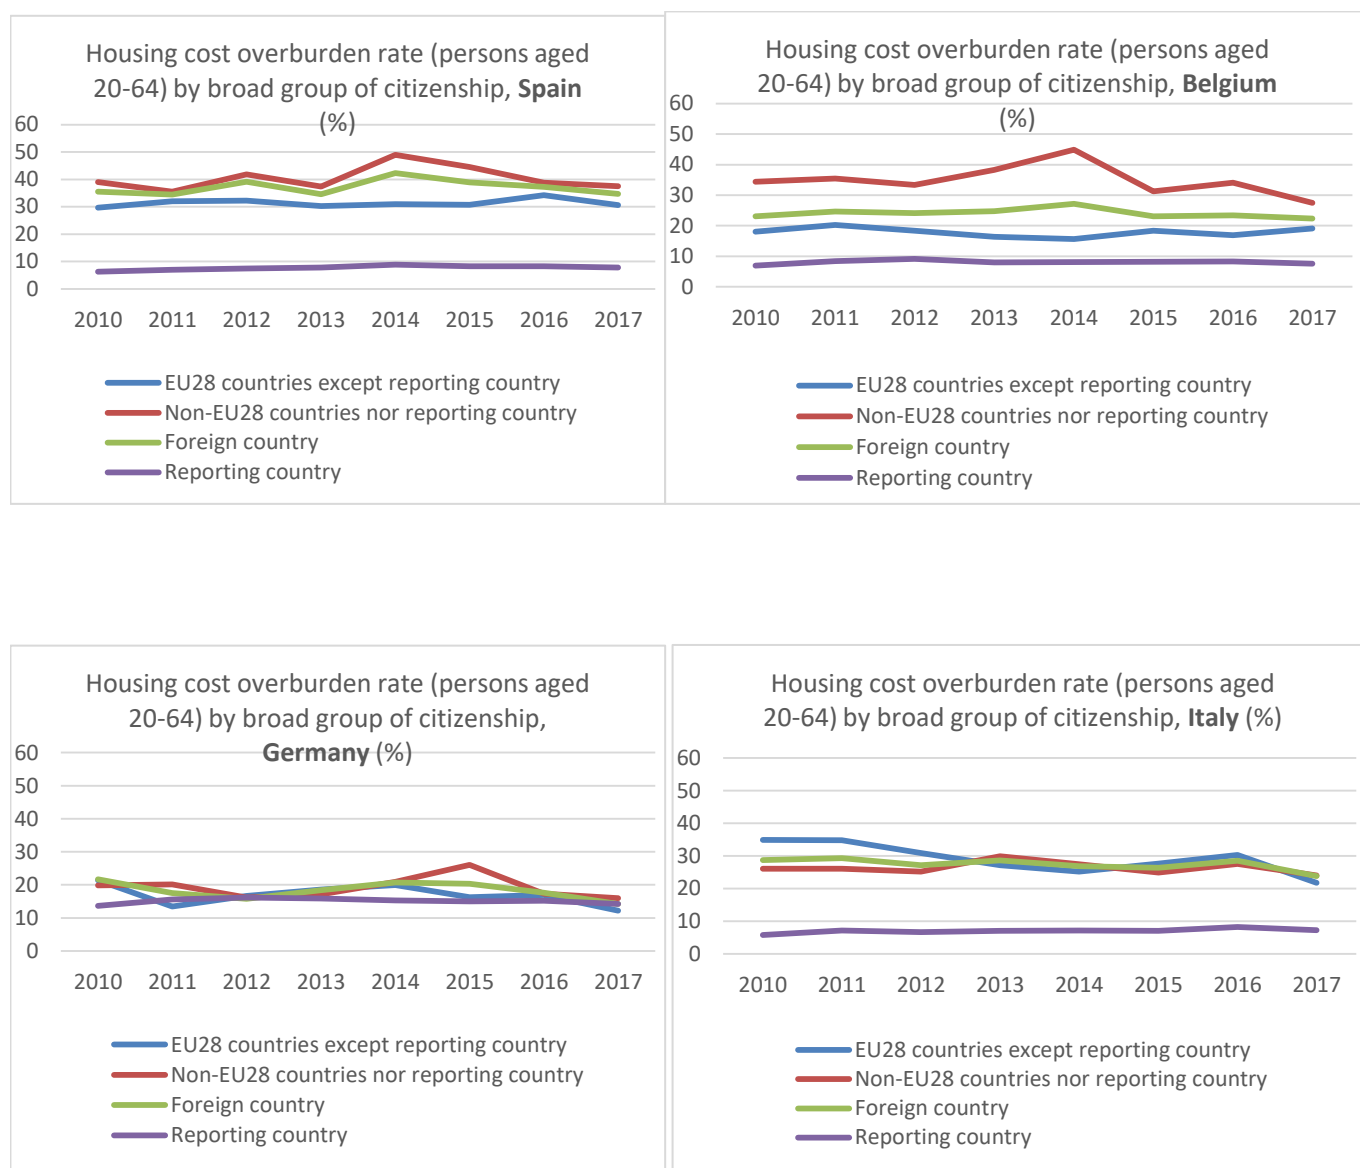 Housing cost overburden rate (persons aged
20-64) by broad group of citizenship, Spain
(%)
60
50
40
30
20
10
0
2010 2011 2012 2013 2014 2015 2016 2017
EU28 countries except reporting country
Non-EU28 countries nor reporting country
Foreign country
Reporting country
Housing cost overburden rate (persons aged
20-64) by broad group of citizenship, Belgium
(%)
60
50
40
30
20
10
0
2010 2011 2012 2013 2014 2015 2016 2017
EU28 countries except reporting country
Non-EU28 countries nor reporting country
Foreign country
Reporting country
Housing cost overburden rate (persons aged
20-64) by broad group of citizenship,
Germany (%)
60
50
40
30
20
10
0
2010 2011 2012 2013 2014 2015 2016 2017
EU28 countries except reporting country
Non-EU28 countries nor reporting country
Foreign country
Reporting country
Housing cost overburden rate (persons aged
20-64) by broad group of citizenship, Italy (%)
60
50
40
30
20
10
0
2010 2011 2012 2013 2014 2015 2016 2017
EU28 countries except reporting country
Non-EU28 countries nor reporting country
Foreign country
Reporting country